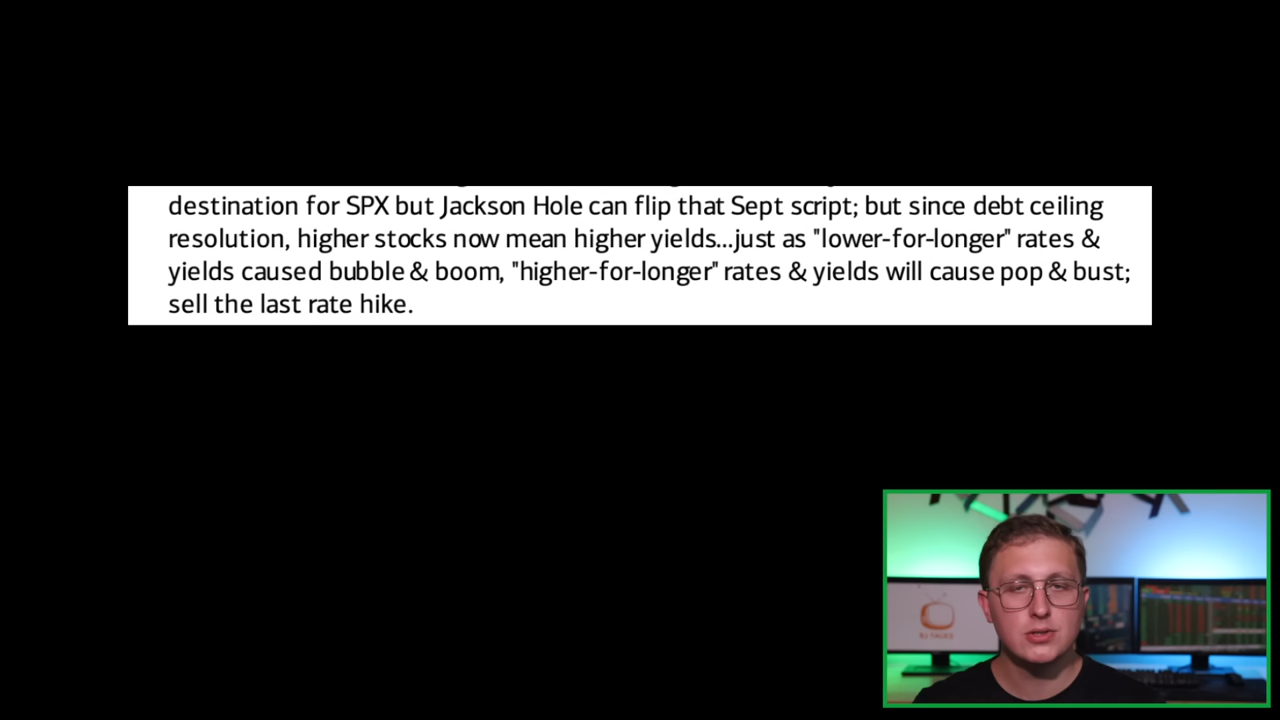 destination for SPX but Jackson Hole can flip that Sept script; but since debt ceiling
resolution, higher stocks now mean higher yields...just as "lower-for-longer" rates &
yields caused bubble & boom, "higher-for-longer" rates & yields will cause pop & bust;
sell the last rate hike.